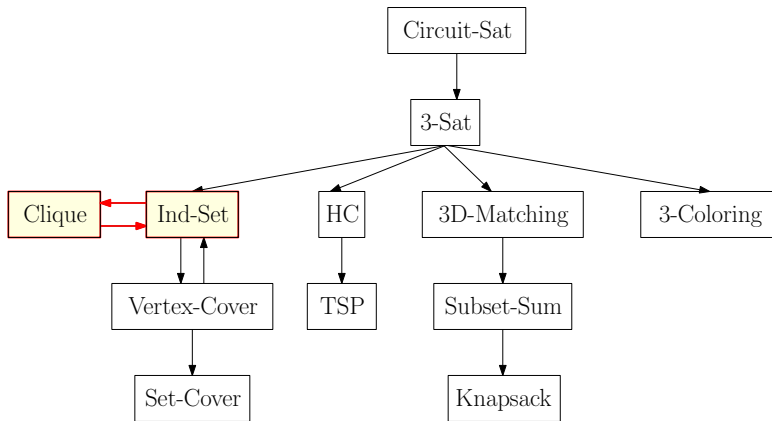 Circuit-Sat
3-Sat
Clique
Ind-Set
HC
3D-Matching
3-Coloring
Vertex-Cover
TSP
Subset-Sum
Set-Cover
Knapsack